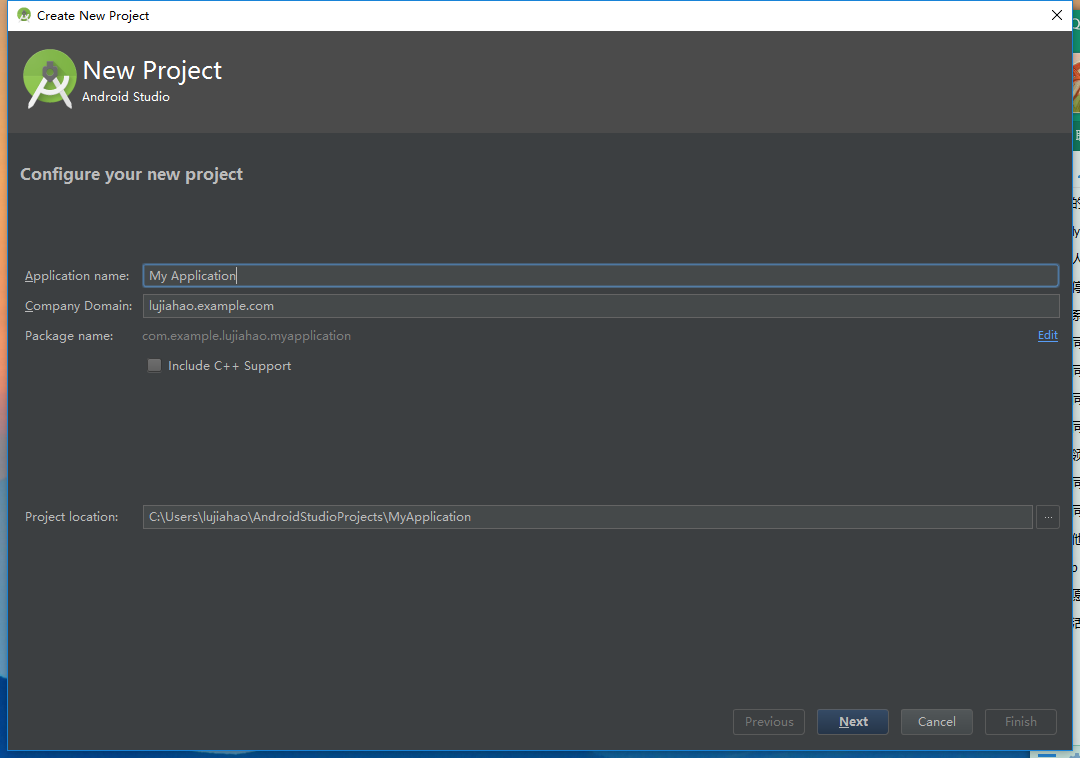 Create New Project
New Project
Android Studio
Configure your new project
Application name: My Application
Company Domain: lujiahao.example.com
Package name: com.example.lujiahao.myapplication Edit
Include C++ Support
Project location: C:\Users\lujiahao\AndroidStudioProjects\MyApplication ...
Previous Next Cancel Finish